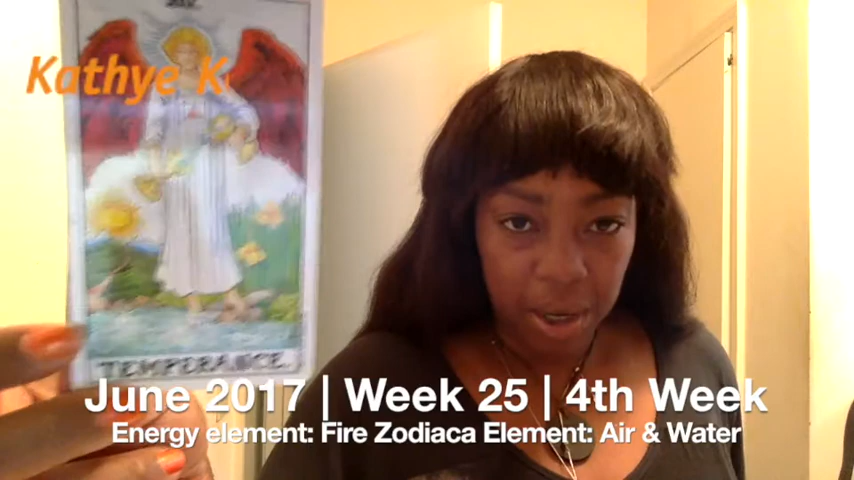 Kathye K
TEMPERANCE.
June 2017 | Week 25 | 4th Week
Energy element: Fire Zodiaca Element: Air & Water